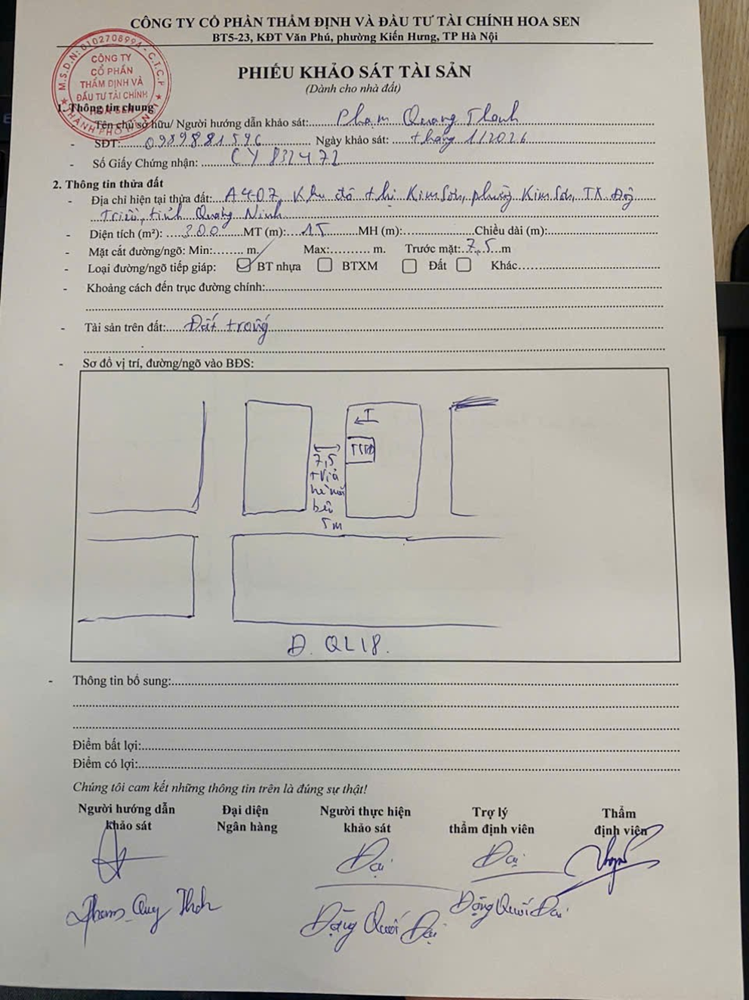 CÔNG TY CỔ PHẦN THẨM ĐỊNH VÀ ĐẦU TƯ TÀI CHÍNH HOA SEN
BT5-23, KĐT Văn Phú, phường Kiến Hưng, TP Hà Nội
M.S.D.N: 0102708994 - C.T.C.P
CÔNG TY
CỔ PHẦN
THẨM ĐỊNH VÀ
ĐẦU TƯ TÀI CHÍNH
HOA SEN
THÀNH PHỐ HÀ NỘI
PHIẾU KHẢO SÁT TÀI SẢN
(Dành cho nhà đất)
1. Thông tin chung
- Tên chủ sở hữu/ Người hướng dẫn khảo sát: Phạm Quang Thanh
- SĐT: 0989881596 Ngày khảo sát: tháng 1/2026
- Số Giấy Chứng nhận: CY 832472
2. Thông tin thửa đất
- Địa chỉ hiện tại thửa đất: A407, Khu đô thị Kim Sơn, phường Kim Sơn, TX Đông
Triều, tỉnh Quảng Ninh
- Diện tích (m²): 300 MT (m): 15 MH (m): Chiều dài (m):
- Mặt cắt đường/ngõ: Min: m. Max: m. Trước mặt: 7,5 m
- Loại đường/ngõ tiếp giáp: BT nhựa BTXM Đất Khác
- Khoảng cách đến trục đường chính:
- Tài sản trên đất: Đất trống
- Sơ đồ vị trí, đường/ngõ vào BĐS:
TSTĐ
7,5
+ vỉa
hè mỗi
bên
5m
Đ. QL18.
- Thông tin bổ sung:
Điểm bất lợi:
Điểm có lợi:
Chúng tôi cam kết những thông tin trên là đúng sự thật!
Người hướng dẫn Đại diện Người thực hiện Trợ lý Thẩm
khảo sát Ngân hàng khảo sát thẩm định viên định viên
Đại Đại
Phạm Quy Đặng Quốc Đại Đặng Quốc Đại